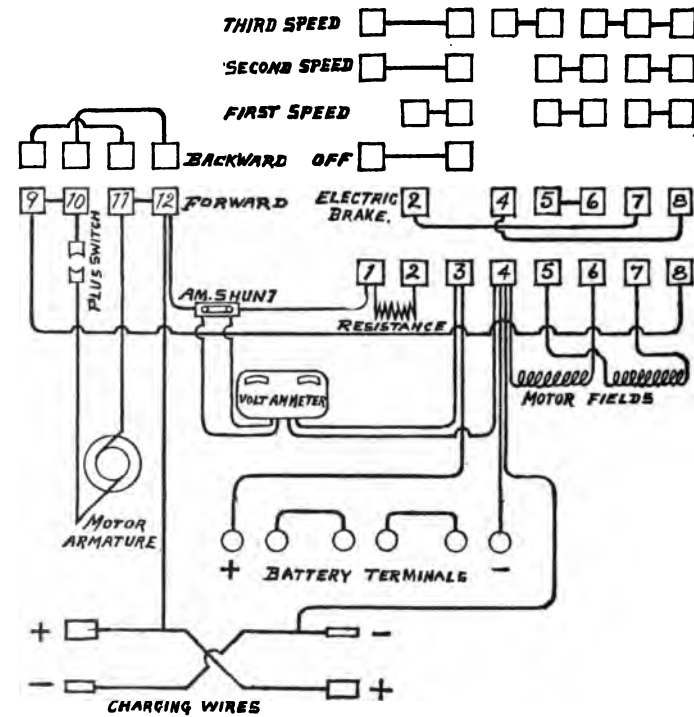 THIRD SPEED
SECOND SPEED
FIRST SPEED
BACKWARD OFF
9 10 11 12 FORWARD
ELECTRIC BRAKE. 2 4 5 6 7 8
PLUS SWITCH
AM. SHUNT
1 2 3 4 5 6 7 8
RESISTANCE
VOLT AMMETER
MOTOR FIELDS
MOTOR
ARMATURE
+ BATTERY TERMINALS -
+ -
- +
CHARGING WIRES